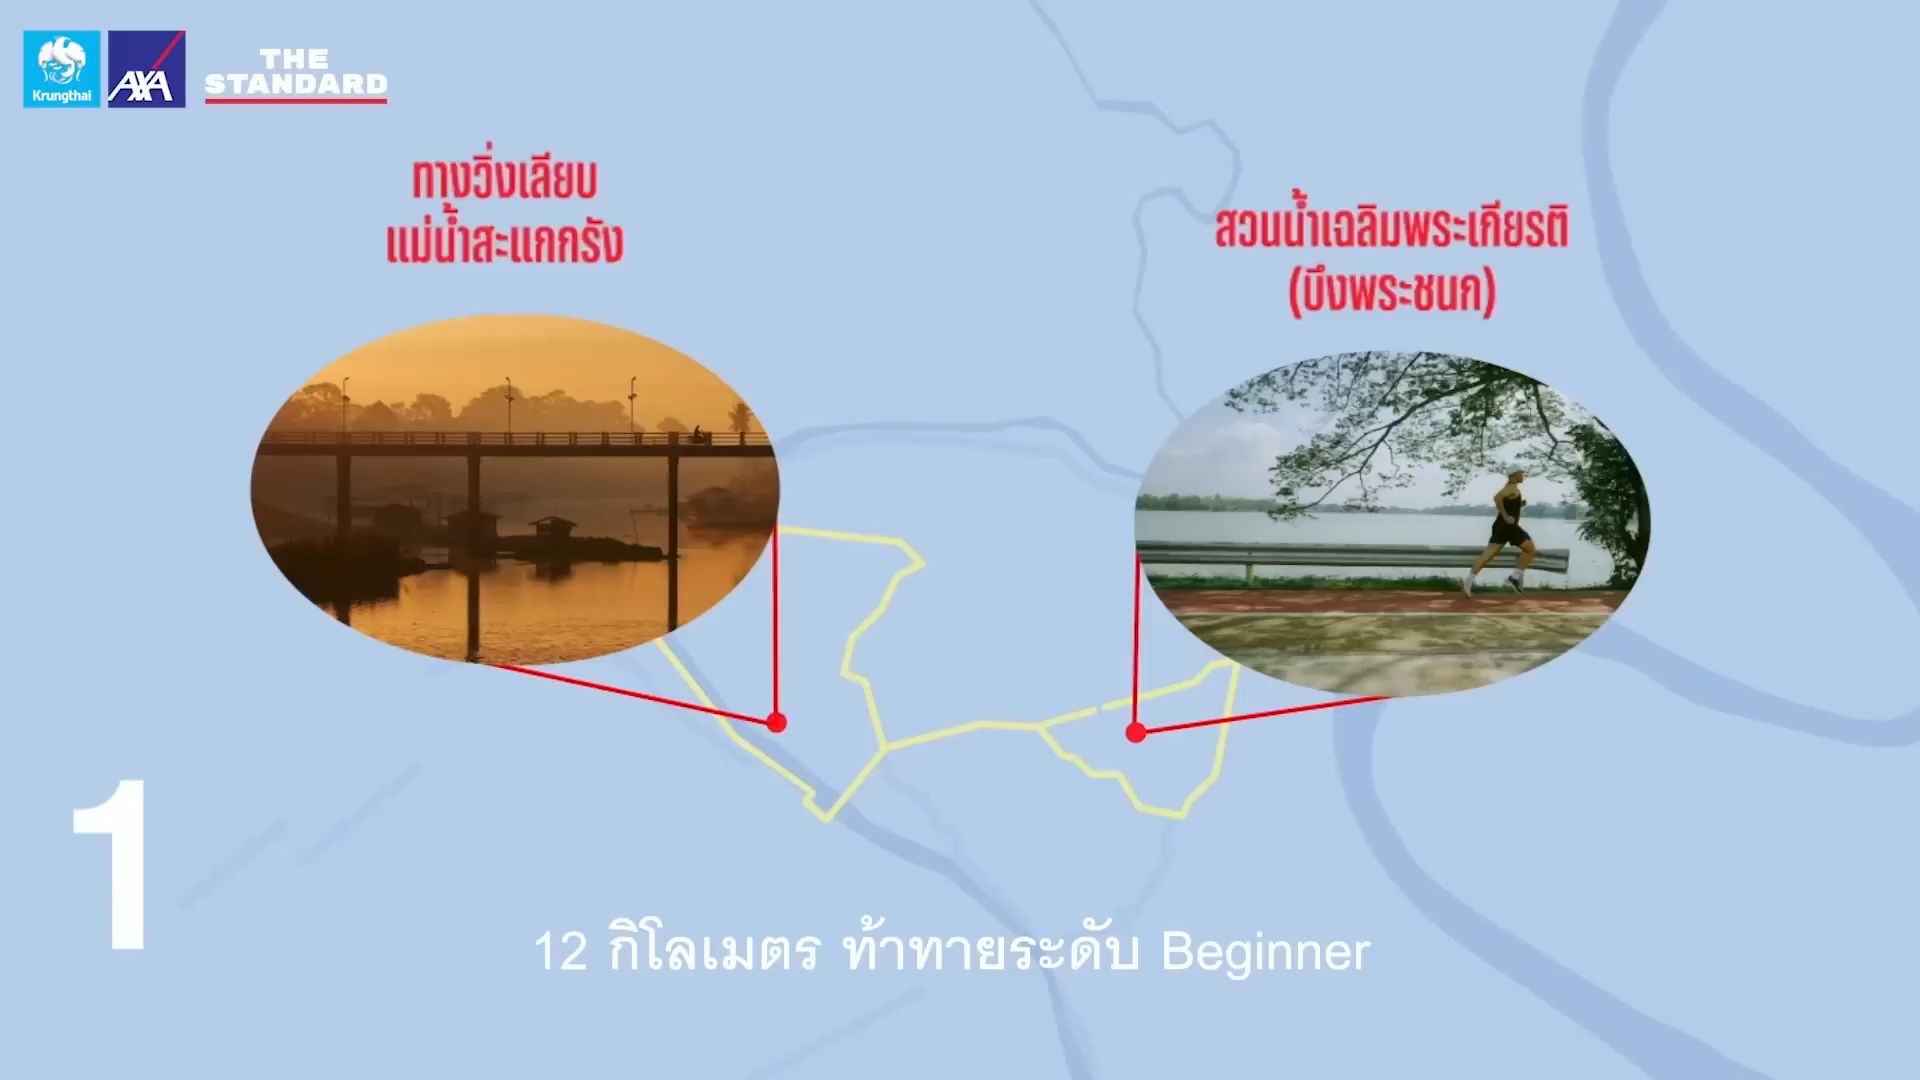 Krungthai
AXA
THE
STANDARD
ทางวิ่งเลียบ
แม่น้ำสะแกกรัง
สวนน้ำเฉลิมพระเกียรติ
(บึงพระชนก)
1
12 กิโลเมตร ท้าทายระดับ Beginner